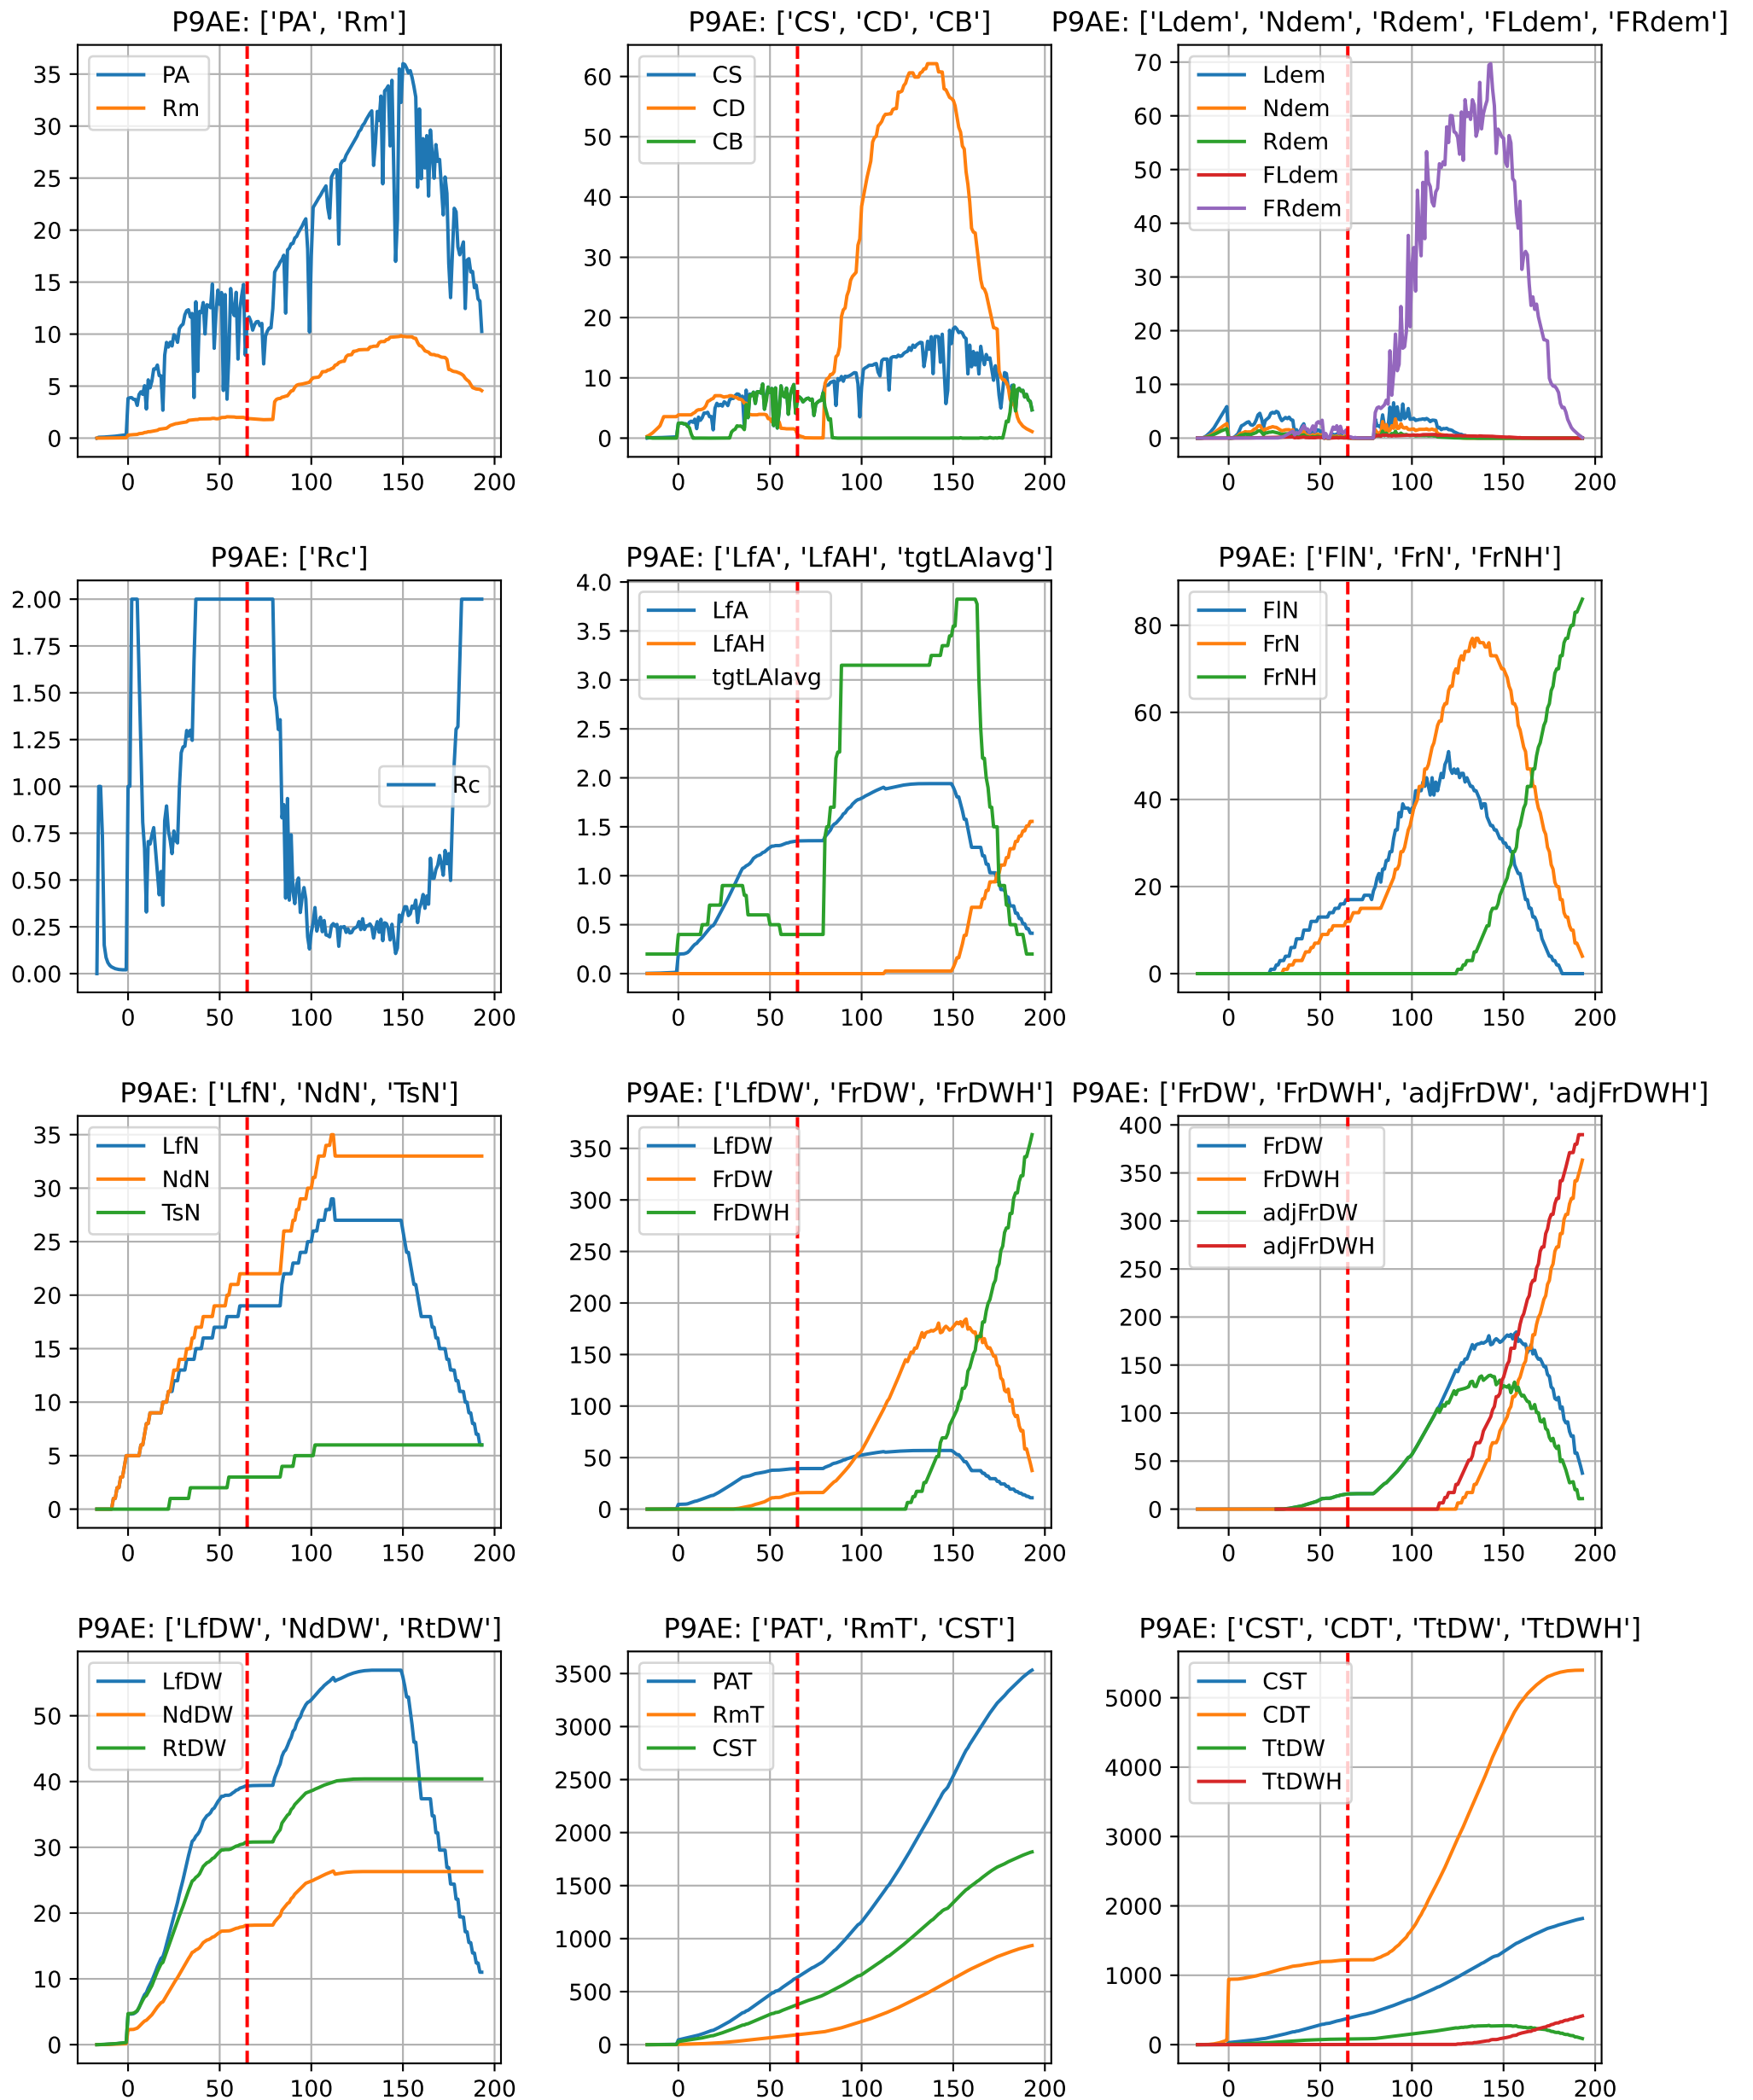 P9AE: ['PA', 'Rm']
35
30
25
20
15
10
5
0
PA
Rm
0 50 100 150 200
P9AE: ['CS', 'CD', 'CB']
60
50
40
30
20
10
0
CS
CD
CB
0 50 100 150 200
P9AE: ['Ldem', 'Ndem', 'Rdem', 'FLdem', 'FRdem']
70
60
50
40
30
20
10
0
Ldem
Ndem
Rdem
FLdem
FRdem
0 50 100 150 200
P9AE: ['Rc']
2.00
1.75
1.50
1.25
1.00
0.75
0.50
0.25
0.00
Rc
0 50 100 150 200
P9AE: ['LfA', 'LfAH', 'tgtLAIavg']
4.0
3.5
3.0
2.5
2.0
1.5
1.0
0.5
0.0
LfA
LfAH
tgtLAIavg
0 50 100 150 200
P9AE: ['FlN', 'FrN', 'FrNH']
80
60
40
20
0
FlN
FrN
FrNH
0 50 100 150 200
P9AE: ['LfN', 'NdN', 'TsN']
35
30
25
20
15
10
5
0
LfN
NdN
TsN
0 50 100 150 200
P9AE: ['LfDW', 'FrDW', 'FrDWH']
350
300
250
200
150
100
50
0
LfDW
FrDW
FrDWH
0 50 100 150 200
P9AE: ['FrDW', 'FrDWH', 'adjFrDW', 'adjFrDWH']
400
350
300
250
200
150
100
50
0
FrDW
FrDWH
adjFrDW
adjFrDWH
0 50 100 150 200
P9AE: ['LfDW', 'NdDW', 'RtDW']
50
40
30
20
10
0
LfDW
NdDW
RtDW
0 50 100 150 200
P9AE: ['PAT', 'RmT', 'CST']
3500
3000
2500
2000
1500
1000
500
0
PAT
RmT
CST
0 50 100 150 200
P9AE: ['CST', 'CDT', 'TtDW', 'TtDWH']
5000
4000
3000
2000
1000
0
CST
CDT
TtDW
TtDWH
0 50 100 150 200